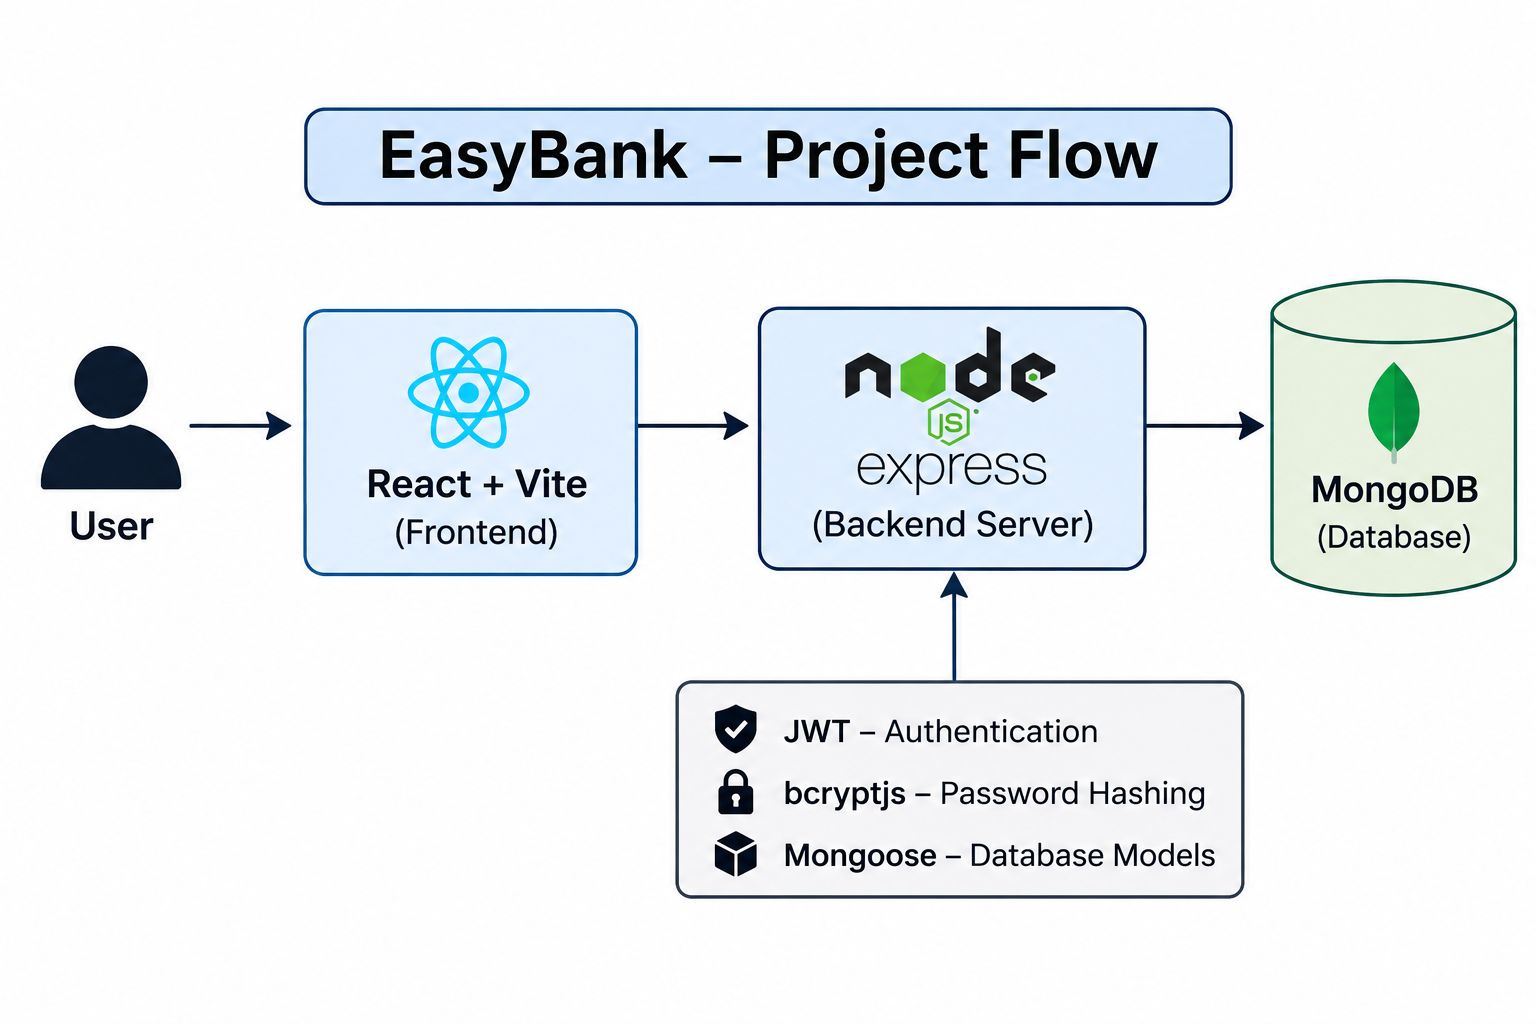 EasyBank – Project Flow
User
React + Vite
(Frontend)
node
JS
express
(Backend Server)
MongoDB
(Database)
JWT – Authentication
bcryptjs – Password Hashing
Mongoose – Database Models